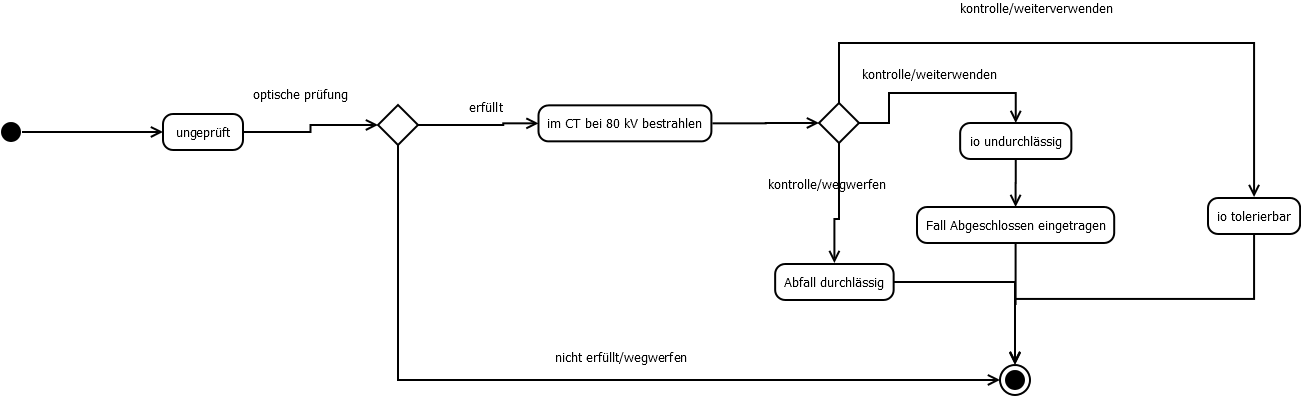 kontrolle/weiterverwenden
kontrolle/weiterwenden
optische prüfung
erfüllt
ungeprüft
im CT bei 80 kV bestrahlen
io undurchlässig
kontrolle/wegwerfen
io tolerierbar
Fall Abgeschlossen eingetragen
Abfall durchlässig
nicht erfüllt/wegwerfen